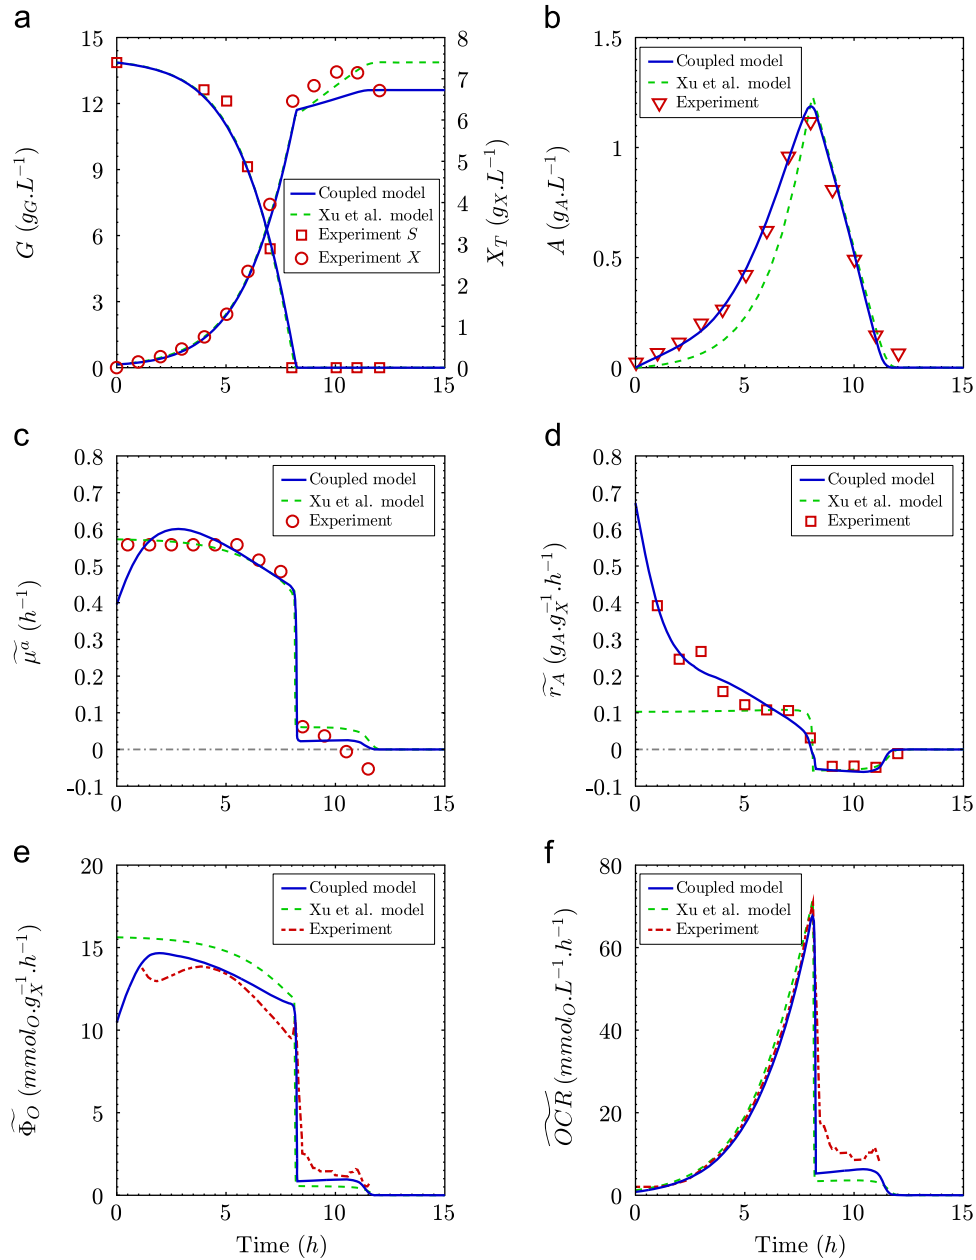 a
15
12
9
6
3
0
G (g_G.L^{-1})
8
7
6
5
4
3
2
1
0
X_T (g_X.L^{-1})
Coupled model
Xu et al. model
Experiment S
Experiment X
0 5 10 15
b
1.5
1
0.5
0
A (g_A.L^{-1})
Coupled model
Xu et al. model
Experiment
0 5 10 15
c
0.8
0.7
0.6
0.5
0.4
0.3
0.2
0.1
0
-0.1
\widetilde{μ^a} (h^{-1})
Coupled model
Xu et al. model
Experiment
0 5 10 15
d
0.8
0.7
0.6
0.5
0.4
0.3
0.2
0.1
0
-0.1
\widetilde{r_A} (g_A.g_X^{-1}.h^{-1})
Coupled model
Xu et al. model
Experiment
0 5 10 15
e
20
15
10
5
0
\widetilde{Φ_O} (mmol_O.g_X^{-1}.h^{-1})
Coupled model
Xu et al. model
Experiment
0 5 10 15
Time (h)
f
80
60
40
20
0
\widetilde{OCR} (mmol_O.L^{-1}.h^{-1})
Coupled model
Xu et al. model
Experiment
0 5 10 15
Time (h)